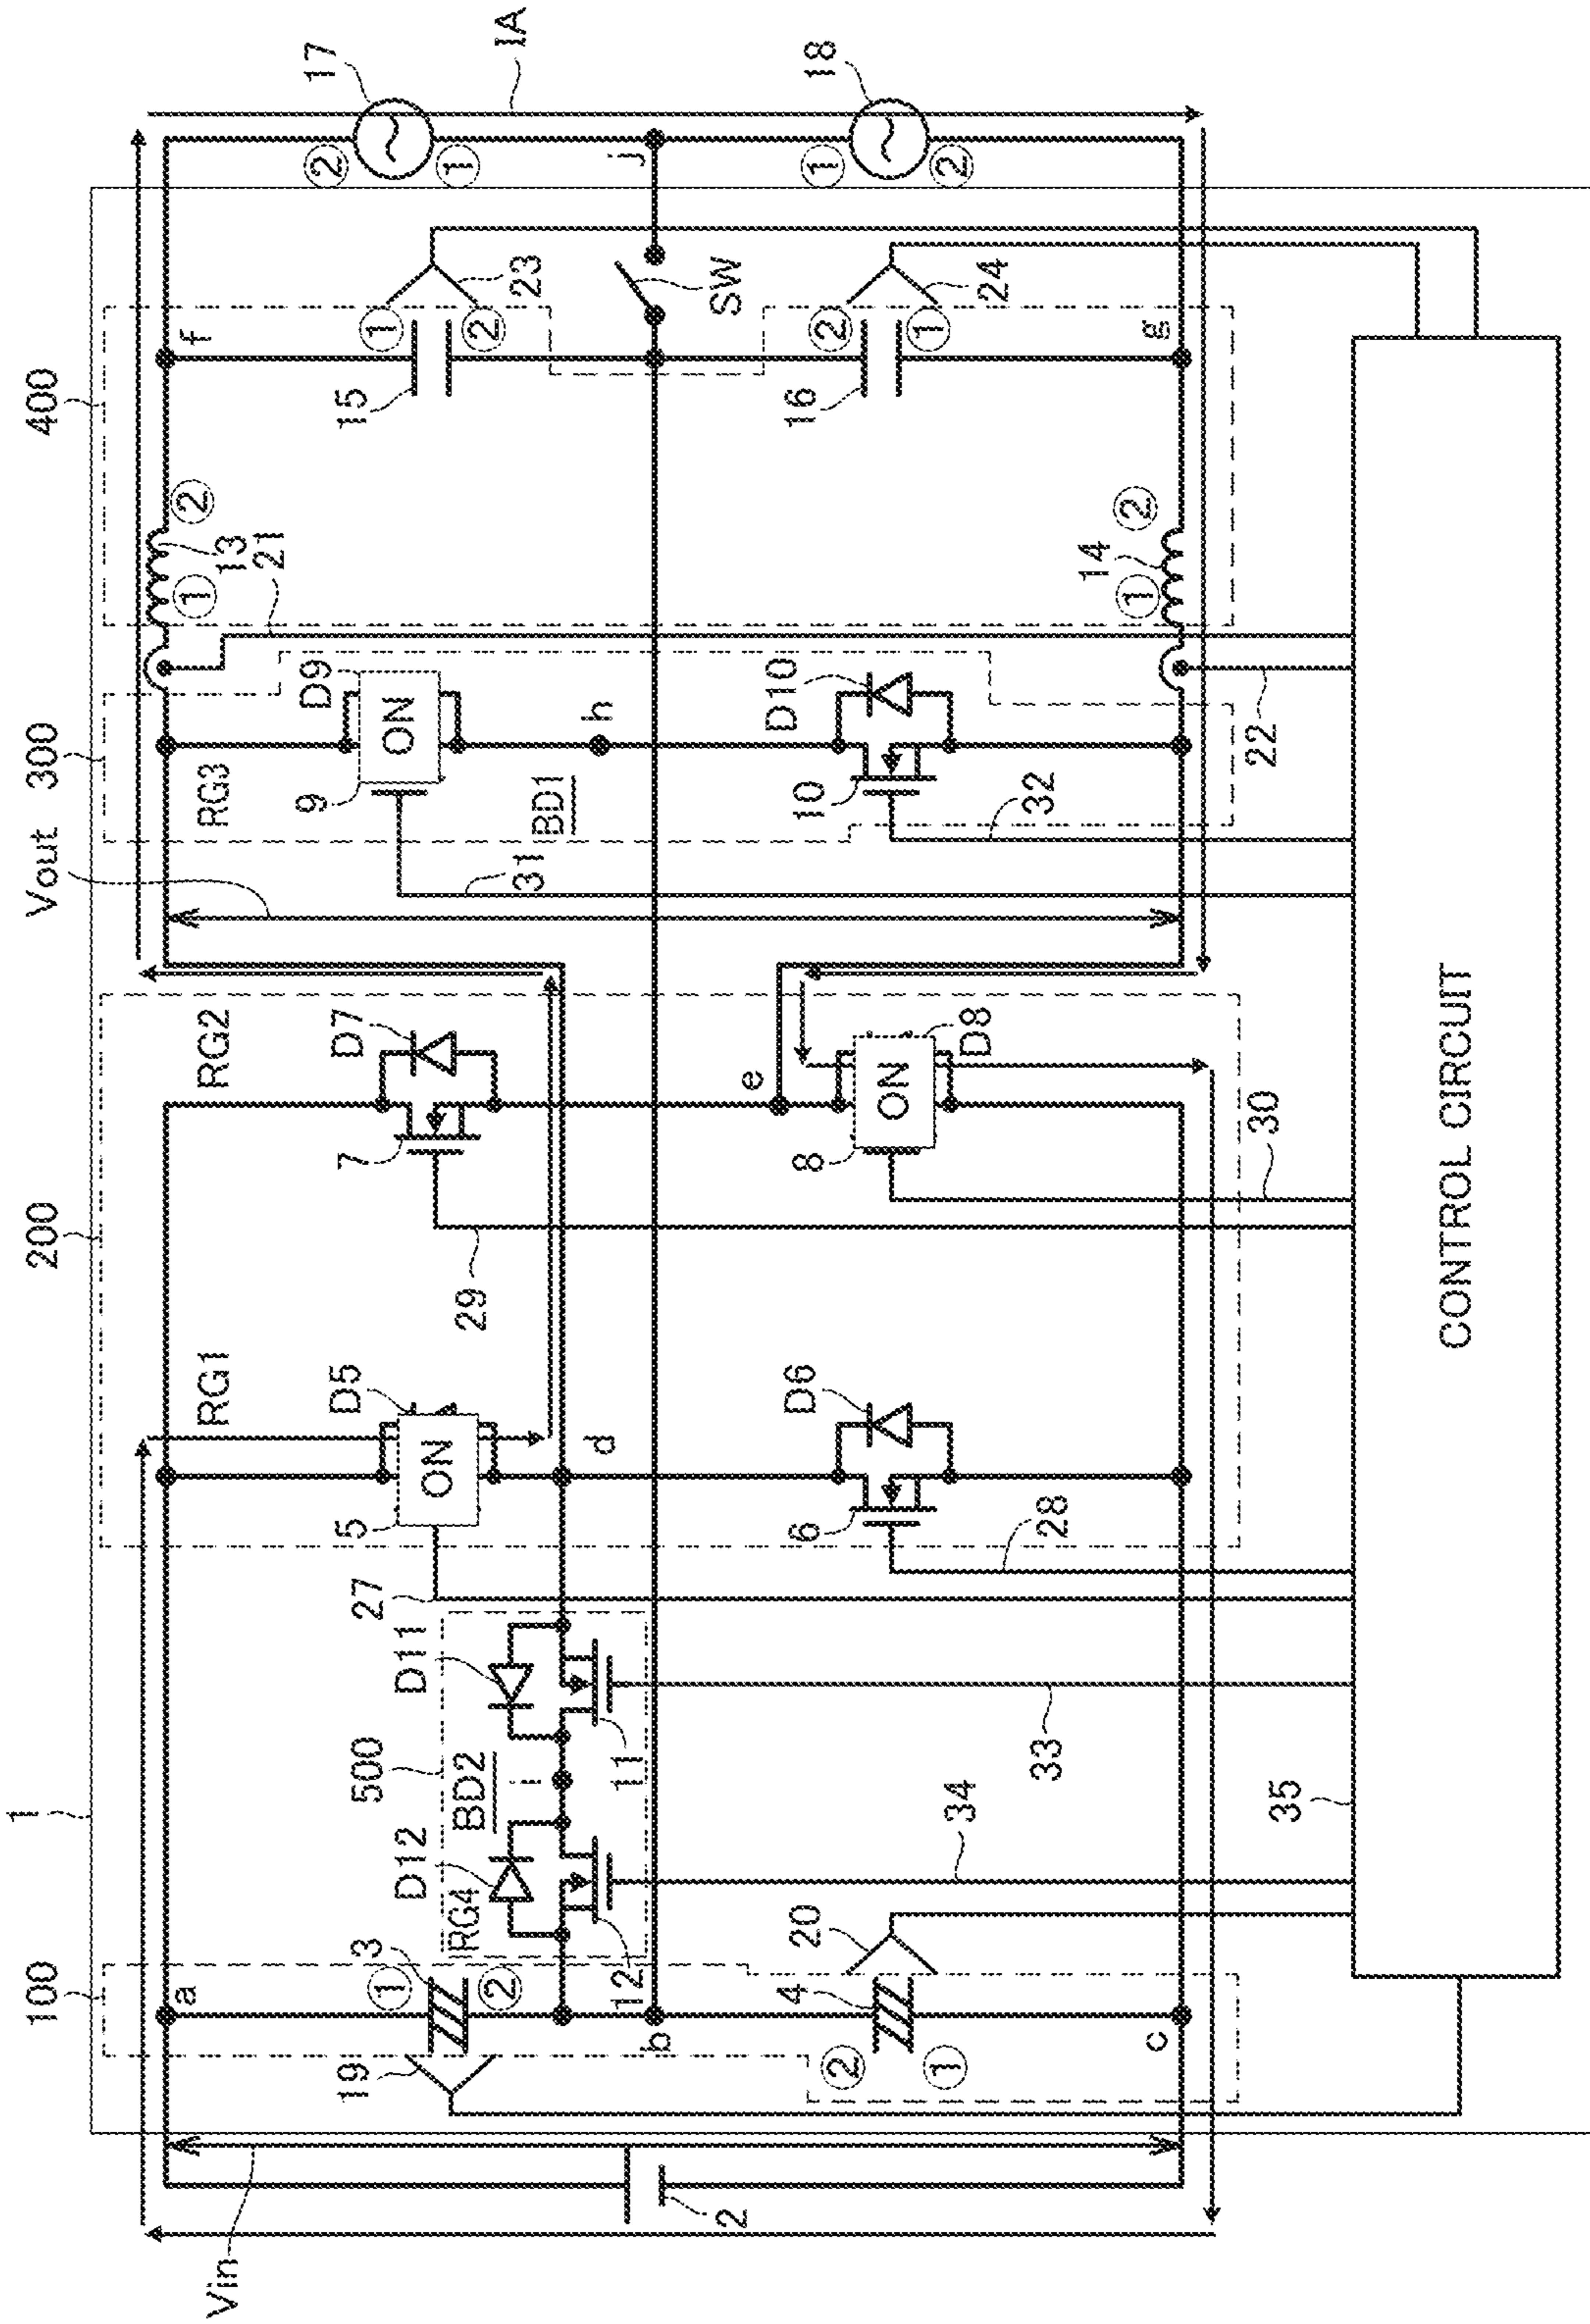 1
100
200
Vout
300
400
Vin
a
RG1
RG2
RG3
①
②
13
21
f
19
①
3
②
500
27
5
D5
ON
29
7
D7
9
D9
ON
15
①
②
23
②
17
①
IA
RG4
D12
BD2
D11
i
12
11
d
31
BD1
h
b
j
SW
2
②
4
①
20
6
D6
e
8
ON
D8
10
D10
16
②
①
24
①
18
②
c
34
33
28
30
32
22
14
①
②
g
35
CONTROL CIRCUIT